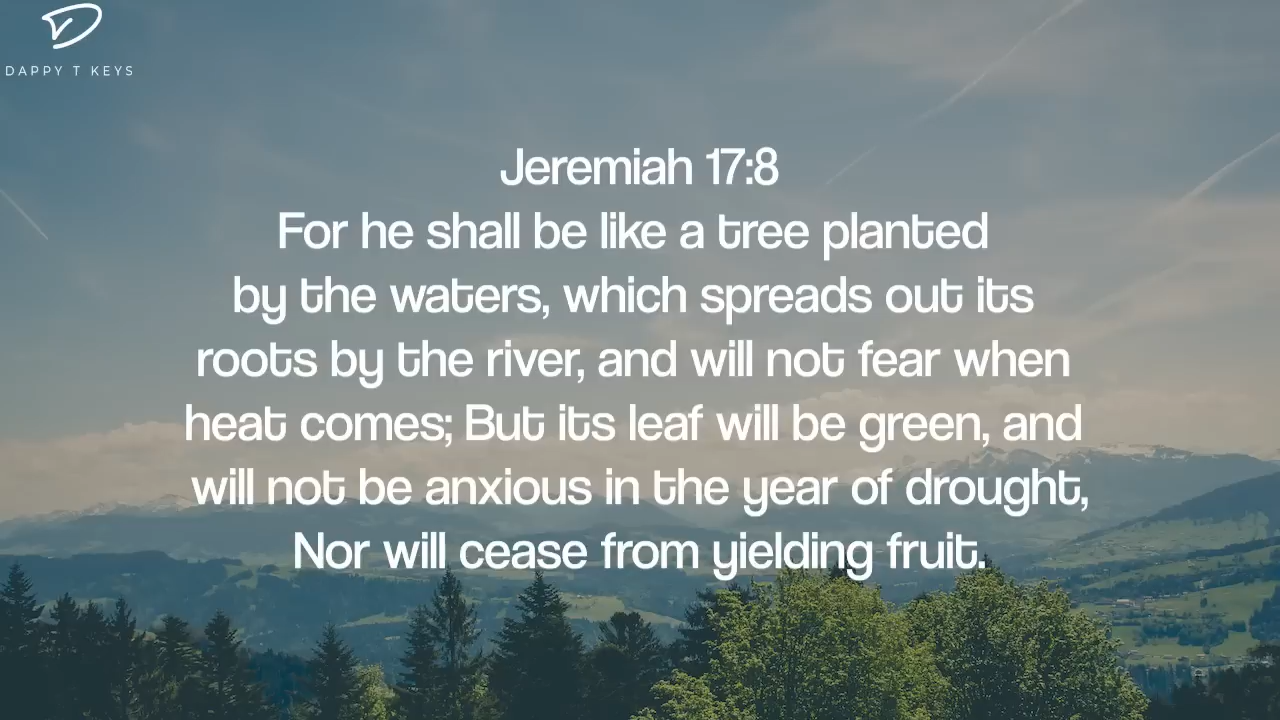 DAPPY T KEYS
Jeremiah 17:8
For he shall be like a tree planted
by the waters, which spreads out its
roots by the river, and will not fear when
heat comes; But its leaf will be green, and
will not be anxious in the year of drought,
Nor will cease from yielding fruit.